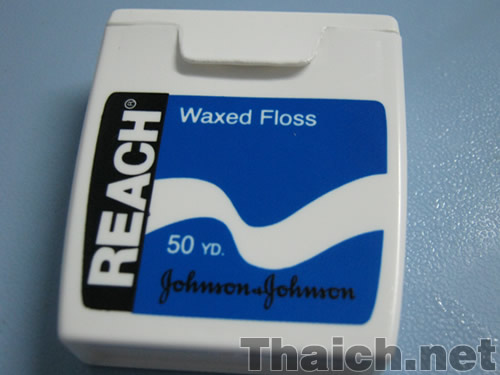 REACH®
Waxed Floss
50 YD.
Johnson & Johnson
Thaich.net